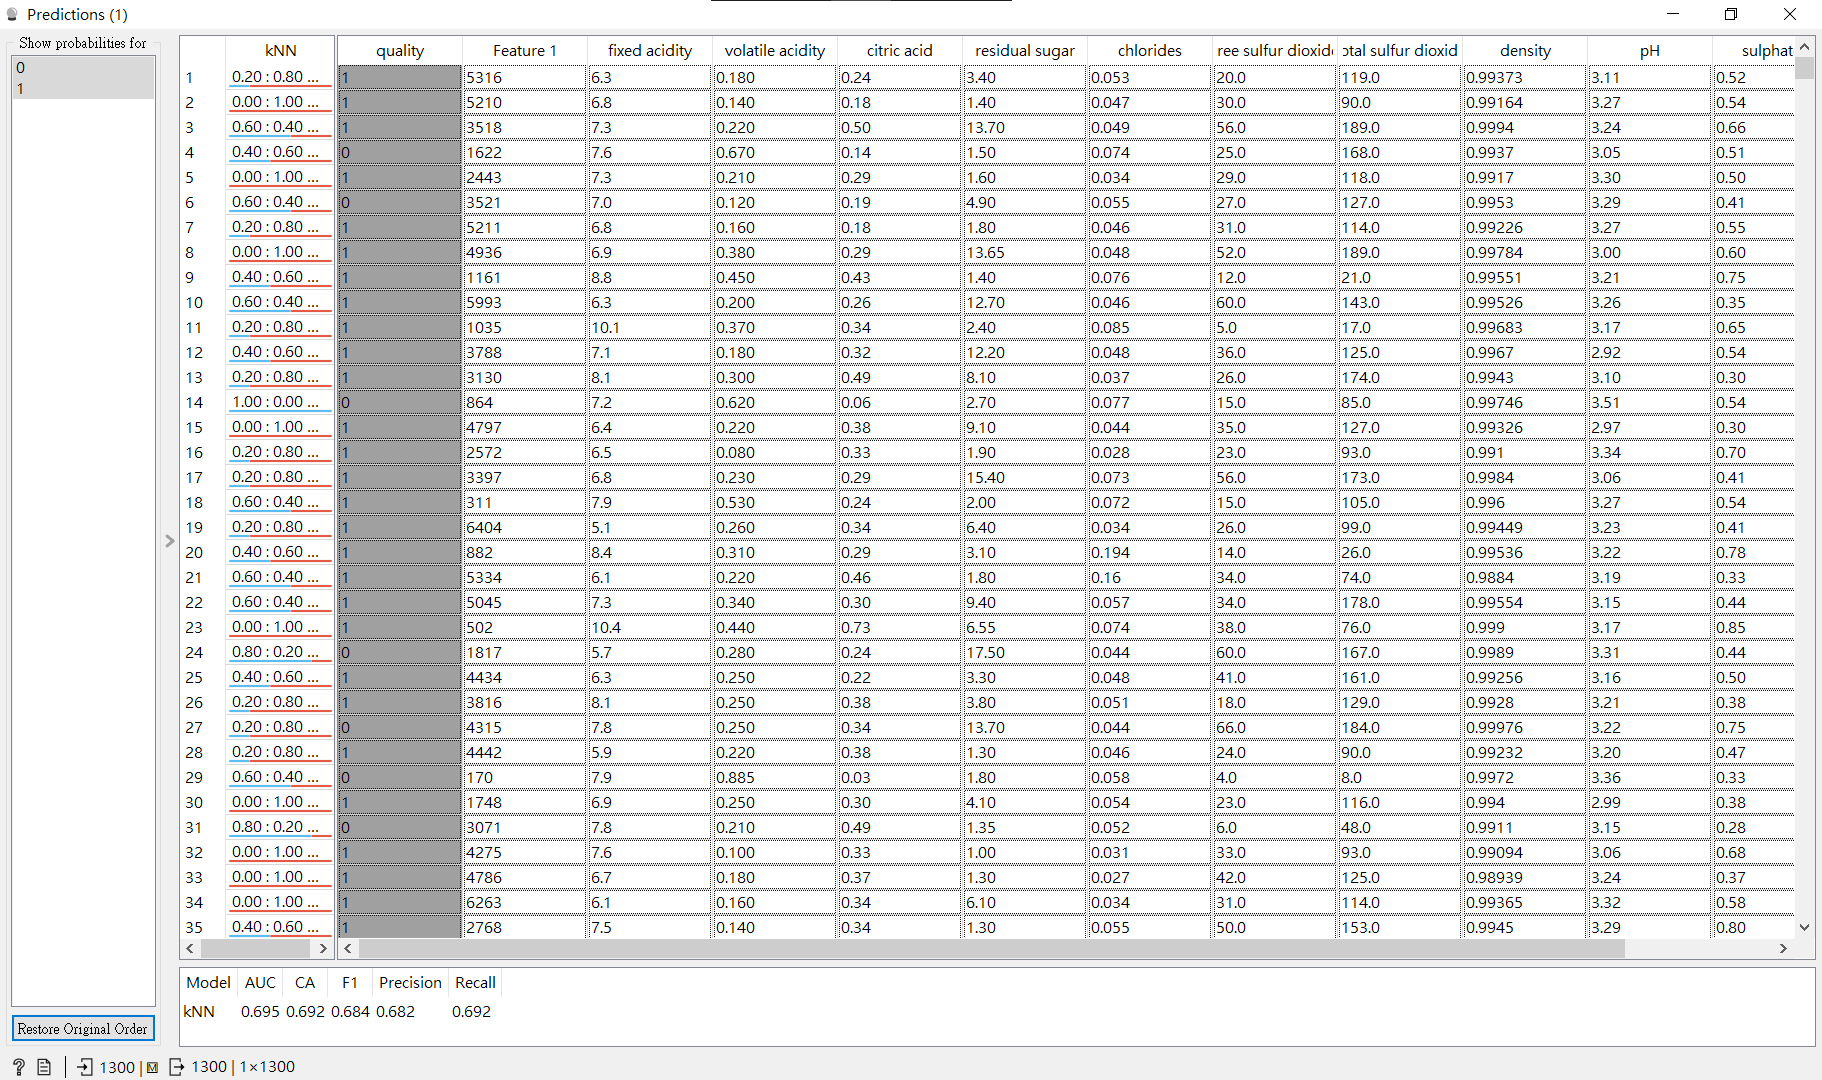 Predictions (1)
Show probabilities for
0
1
kNN quality Feature 1 fixed acidity volatile acidity citric acid residual sugar chlorides ree sulfur dioxid otal sulfur dioxid density pH sulphat
1 0.20 : 0.80 ... 1 5316 6.3 0.180 0.24 3.40 0.053 20.0 119.0 0.99373 3.11 0.52
2 0.00 : 1.00 ... 1 5210 6.8 0.140 0.18 1.40 0.047 30.0 90.0 0.99164 3.27 0.54
3 0.60 : 0.40 ... 1 3518 7.3 0.220 0.50 13.70 0.049 56.0 189.0 0.9994 3.24 0.66
4 0.40 : 0.60 ... 0 1622 7.6 0.670 0.14 1.50 0.074 25.0 168.0 0.9937 3.05 0.51
5 0.00 : 1.00 ... 1 2443 7.3 0.210 0.29 1.60 0.034 29.0 118.0 0.9917 3.30 0.50
6 0.60 : 0.40 ... 0 3521 7.0 0.120 0.19 4.90 0.055 27.0 127.0 0.9953 3.29 0.41
7 0.20 : 0.80 ... 1 5211 6.8 0.160 0.18 1.80 0.046 31.0 114.0 0.99226 3.27 0.55
8 0.00 : 1.00 ... 1 4936 6.9 0.380 0.29 13.65 0.048 52.0 189.0 0.99784 3.00 0.60
9 0.40 : 0.60 ... 1 1161 8.8 0.450 0.43 1.40 0.076 12.0 21.0 0.99551 3.21 0.75
10 0.60 : 0.40 ... 1 5993 6.3 0.200 0.26 12.70 0.046 60.0 143.0 0.99526 3.26 0.35
11 0.20 : 0.80 ... 1 1035 10.1 0.370 0.34 2.40 0.085 5.0 17.0 0.99683 3.17 0.65
12 0.40 : 0.60 ... 1 3788 7.1 0.180 0.32 12.20 0.048 36.0 125.0 0.9967 2.92 0.54
13 0.20 : 0.80 ... 1 3130 8.1 0.300 0.49 8.10 0.037 26.0 174.0 0.9943 3.10 0.30
14 1.00 : 0.00 ... 0 864 7.2 0.620 0.06 2.70 0.077 15.0 85.0 0.99746 3.51 0.54
15 0.00 : 1.00 ... 1 4797 6.4 0.220 0.38 9.10 0.044 35.0 127.0 0.99326 2.97 0.30
16 0.20 : 0.80 ... 1 2572 6.5 0.080 0.33 1.90 0.028 23.0 93.0 0.991 3.34 0.70
17 0.20 : 0.80 ... 1 3397 6.8 0.230 0.29 15.40 0.073 56.0 173.0 0.9984 3.06 0.41
18 0.60 : 0.40 ... 1 311 7.9 0.530 0.24 2.00 0.072 15.0 105.0 0.996 3.27 0.54
19 0.20 : 0.80 ... 1 6404 5.1 0.260 0.34 6.40 0.034 26.0 99.0 0.99449 3.23 0.41
20 0.40 : 0.60 ... 1 882 8.4 0.310 0.29 3.10 0.194 14.0 26.0 0.99536 3.22 0.78
21 0.60 : 0.40 ... 1 5334 6.1 0.220 0.46 1.80 0.16 34.0 74.0 0.9884 3.19 0.33
22 0.60 : 0.40 ... 1 5045 7.3 0.340 0.30 9.40 0.057 34.0 178.0 0.99554 3.15 0.44
23 0.00 : 1.00 ... 1 502 10.4 0.440 0.73 6.55 0.074 38.0 76.0 0.999 3.17 0.85
24 0.80 : 0.20 ... 0 1817 5.7 0.280 0.24 17.50 0.044 60.0 167.0 0.9989 3.31 0.44
25 0.40 : 0.60 ... 1 4434 6.3 0.250 0.22 3.30 0.048 41.0 161.0 0.99256 3.16 0.50
26 0.20 : 0.80 ... 1 3816 8.1 0.250 0.38 3.80 0.051 18.0 129.0 0.9928 3.21 0.38
27 0.20 : 0.80 ... 0 4315 7.8 0.250 0.34 13.70 0.044 66.0 184.0 0.99976 3.22 0.75
28 0.20 : 0.80 ... 1 4442 5.9 0.220 0.38 1.30 0.046 24.0 90.0 0.99232 3.20 0.47
29 0.60 : 0.40 ... 0 170 7.9 0.885 0.03 1.80 0.058 4.0 8.0 0.9972 3.36 0.33
30 0.00 : 1.00 ... 1 1748 6.9 0.250 0.30 4.10 0.054 23.0 116.0 0.994 2.99 0.38
31 0.80 : 0.20 ... 0 3071 7.8 0.210 0.49 1.35 0.052 6.0 48.0 0.9911 3.15 0.28
32 0.00 : 1.00 ... 1 4275 7.6 0.100 0.33 1.00 0.031 33.0 93.0 0.99094 3.06 0.68
33 0.00 : 1.00 ... 1 4786 6.7 0.180 0.37 1.30 0.027 42.0 125.0 0.98939 3.24 0.37
34 0.00 : 1.00 ... 1 6263 6.1 0.160 0.34 6.10 0.034 31.0 114.0 0.99365 3.32 0.58
35 0.40 : 0.60 ... 1 2768 7.5 0.140 0.34 1.30 0.055 50.0 153.0 0.9945 3.29 0.80
Model AUC CA F1 Precision Recall
kNN 0.695 0.692 0.684 0.682 0.692
Restore Original Order
? 1300 | M 1300 | 1×1300